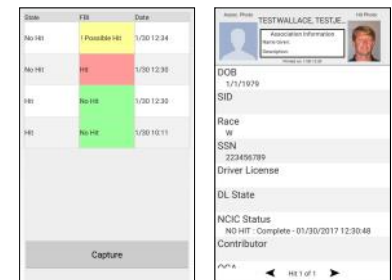 State FBI Date
No Hit ! Possible Hit 1/30 12:34
No Hit Hit 1/30 12:30
Hit No Hit 1/30 12:30
Hit No Hit 1/30 10:11
Capture
TESTWALLACE, TESTJE...
Association Information
DOB
1/1/1979
SID
Race
W
SSN
223456789
Driver License
DL State
NCIC Status
NO HIT : Complete - 01/30/2017 12:30:48
Contributor
Hit 1 of 1